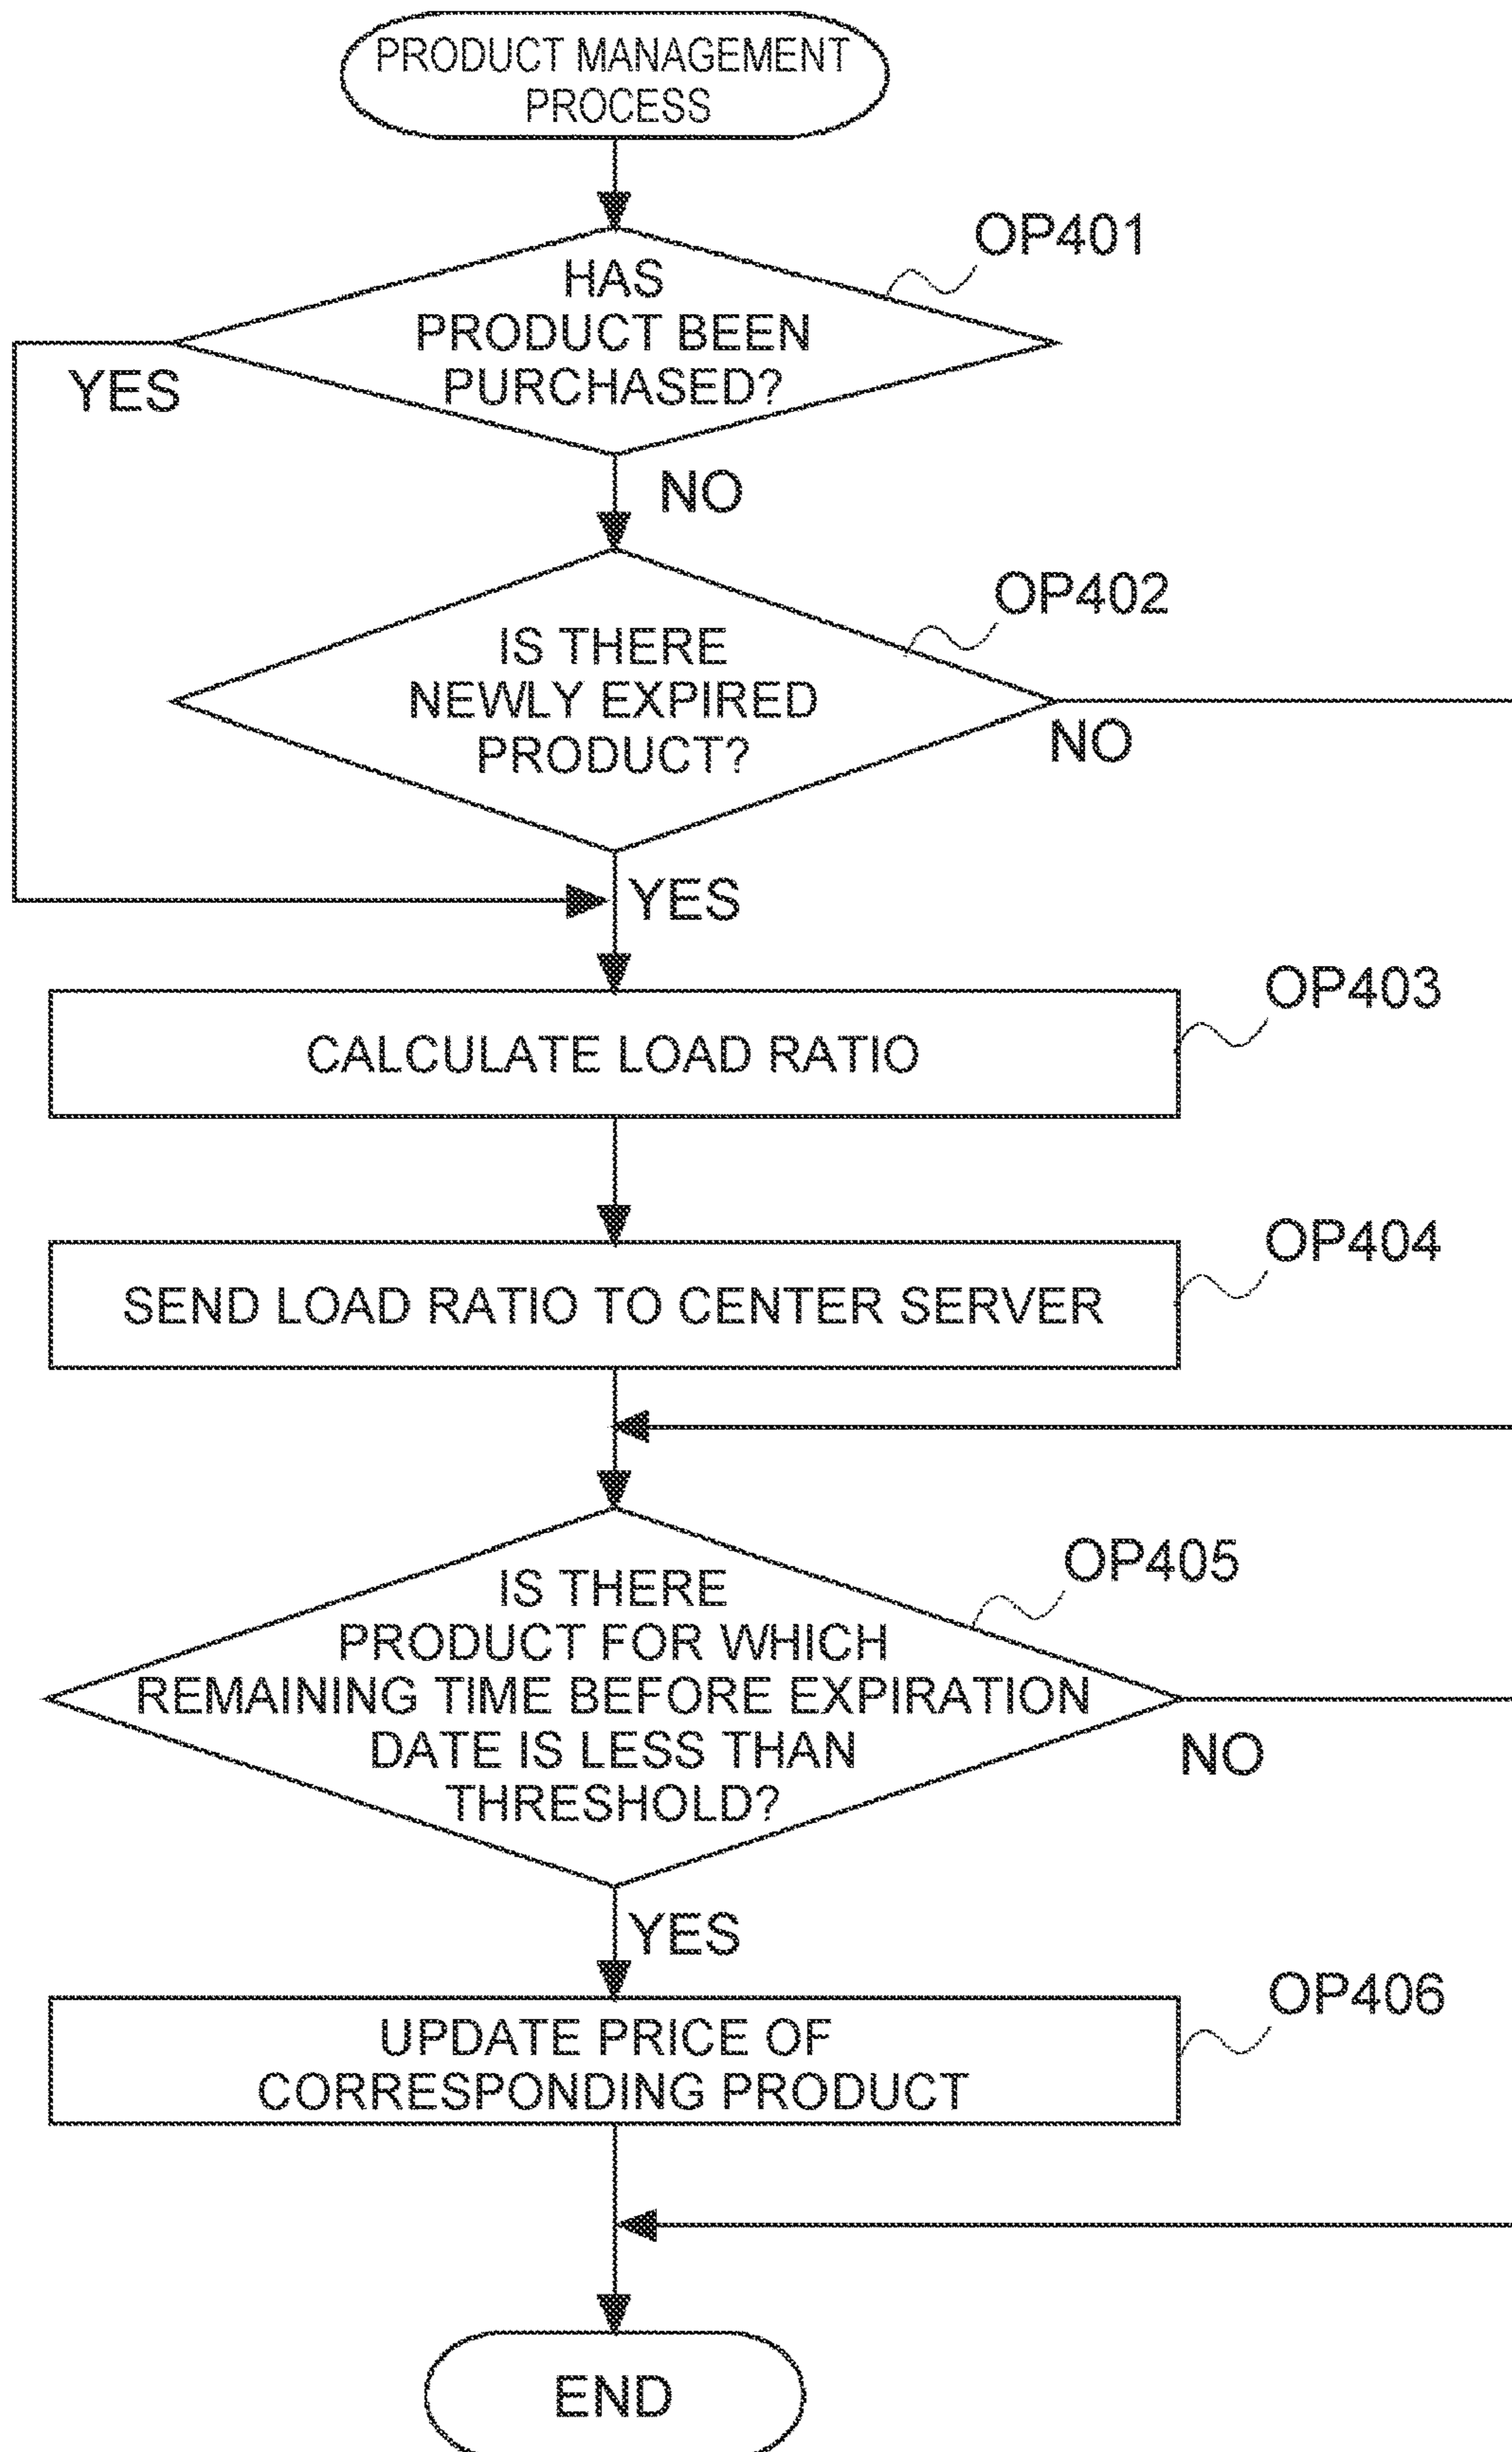 PRODUCT MANAGEMENT
PROCESS
OP401
HAS
PRODUCT BEEN
PURCHASED?
YES
NO
OP402
IS THERE
NEWLY EXPIRED
PRODUCT?
NO
YES
OP403
CALCULATE LOAD RATIO
OP404
SEND LOAD RATIO TO CENTER SERVER
OP405
IS THERE
PRODUCT FOR WHICH
REMAINING TIME BEFORE EXPIRATION
DATE IS LESS THAN
THRESHOLD?
NO
YES
OP406
UPDATE PRICE OF
CORRESPONDING PRODUCT
END